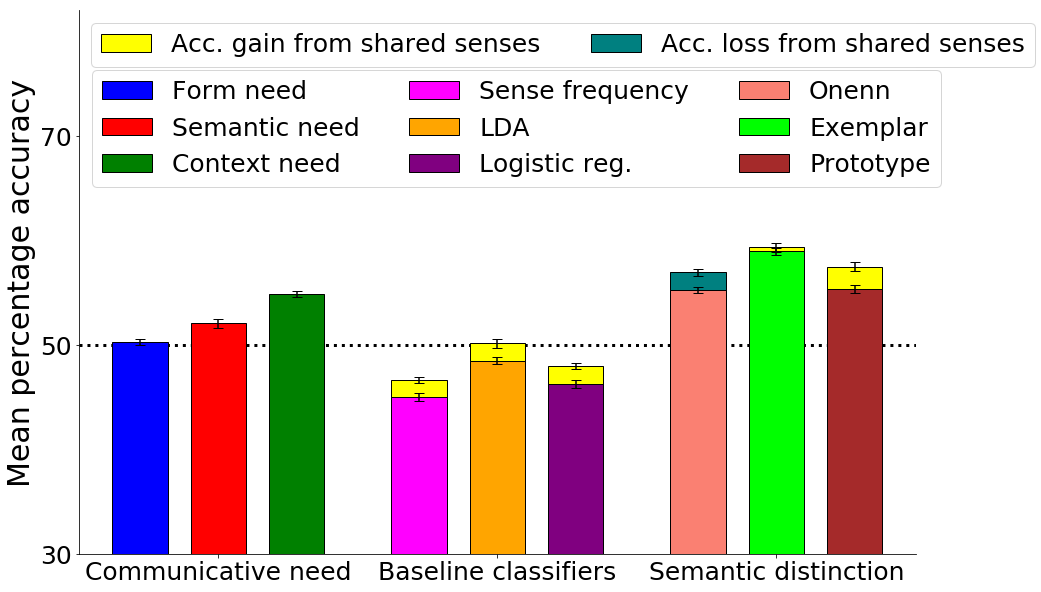 Acc. gain from shared senses Acc. loss from shared senses
Form need Sense frequency Onenn
Semantic need LDA Exemplar
Context need Logistic reg. Prototype
Mean percentage accuracy
70
50
30
Communicative need Baseline classifiers Semantic distinction